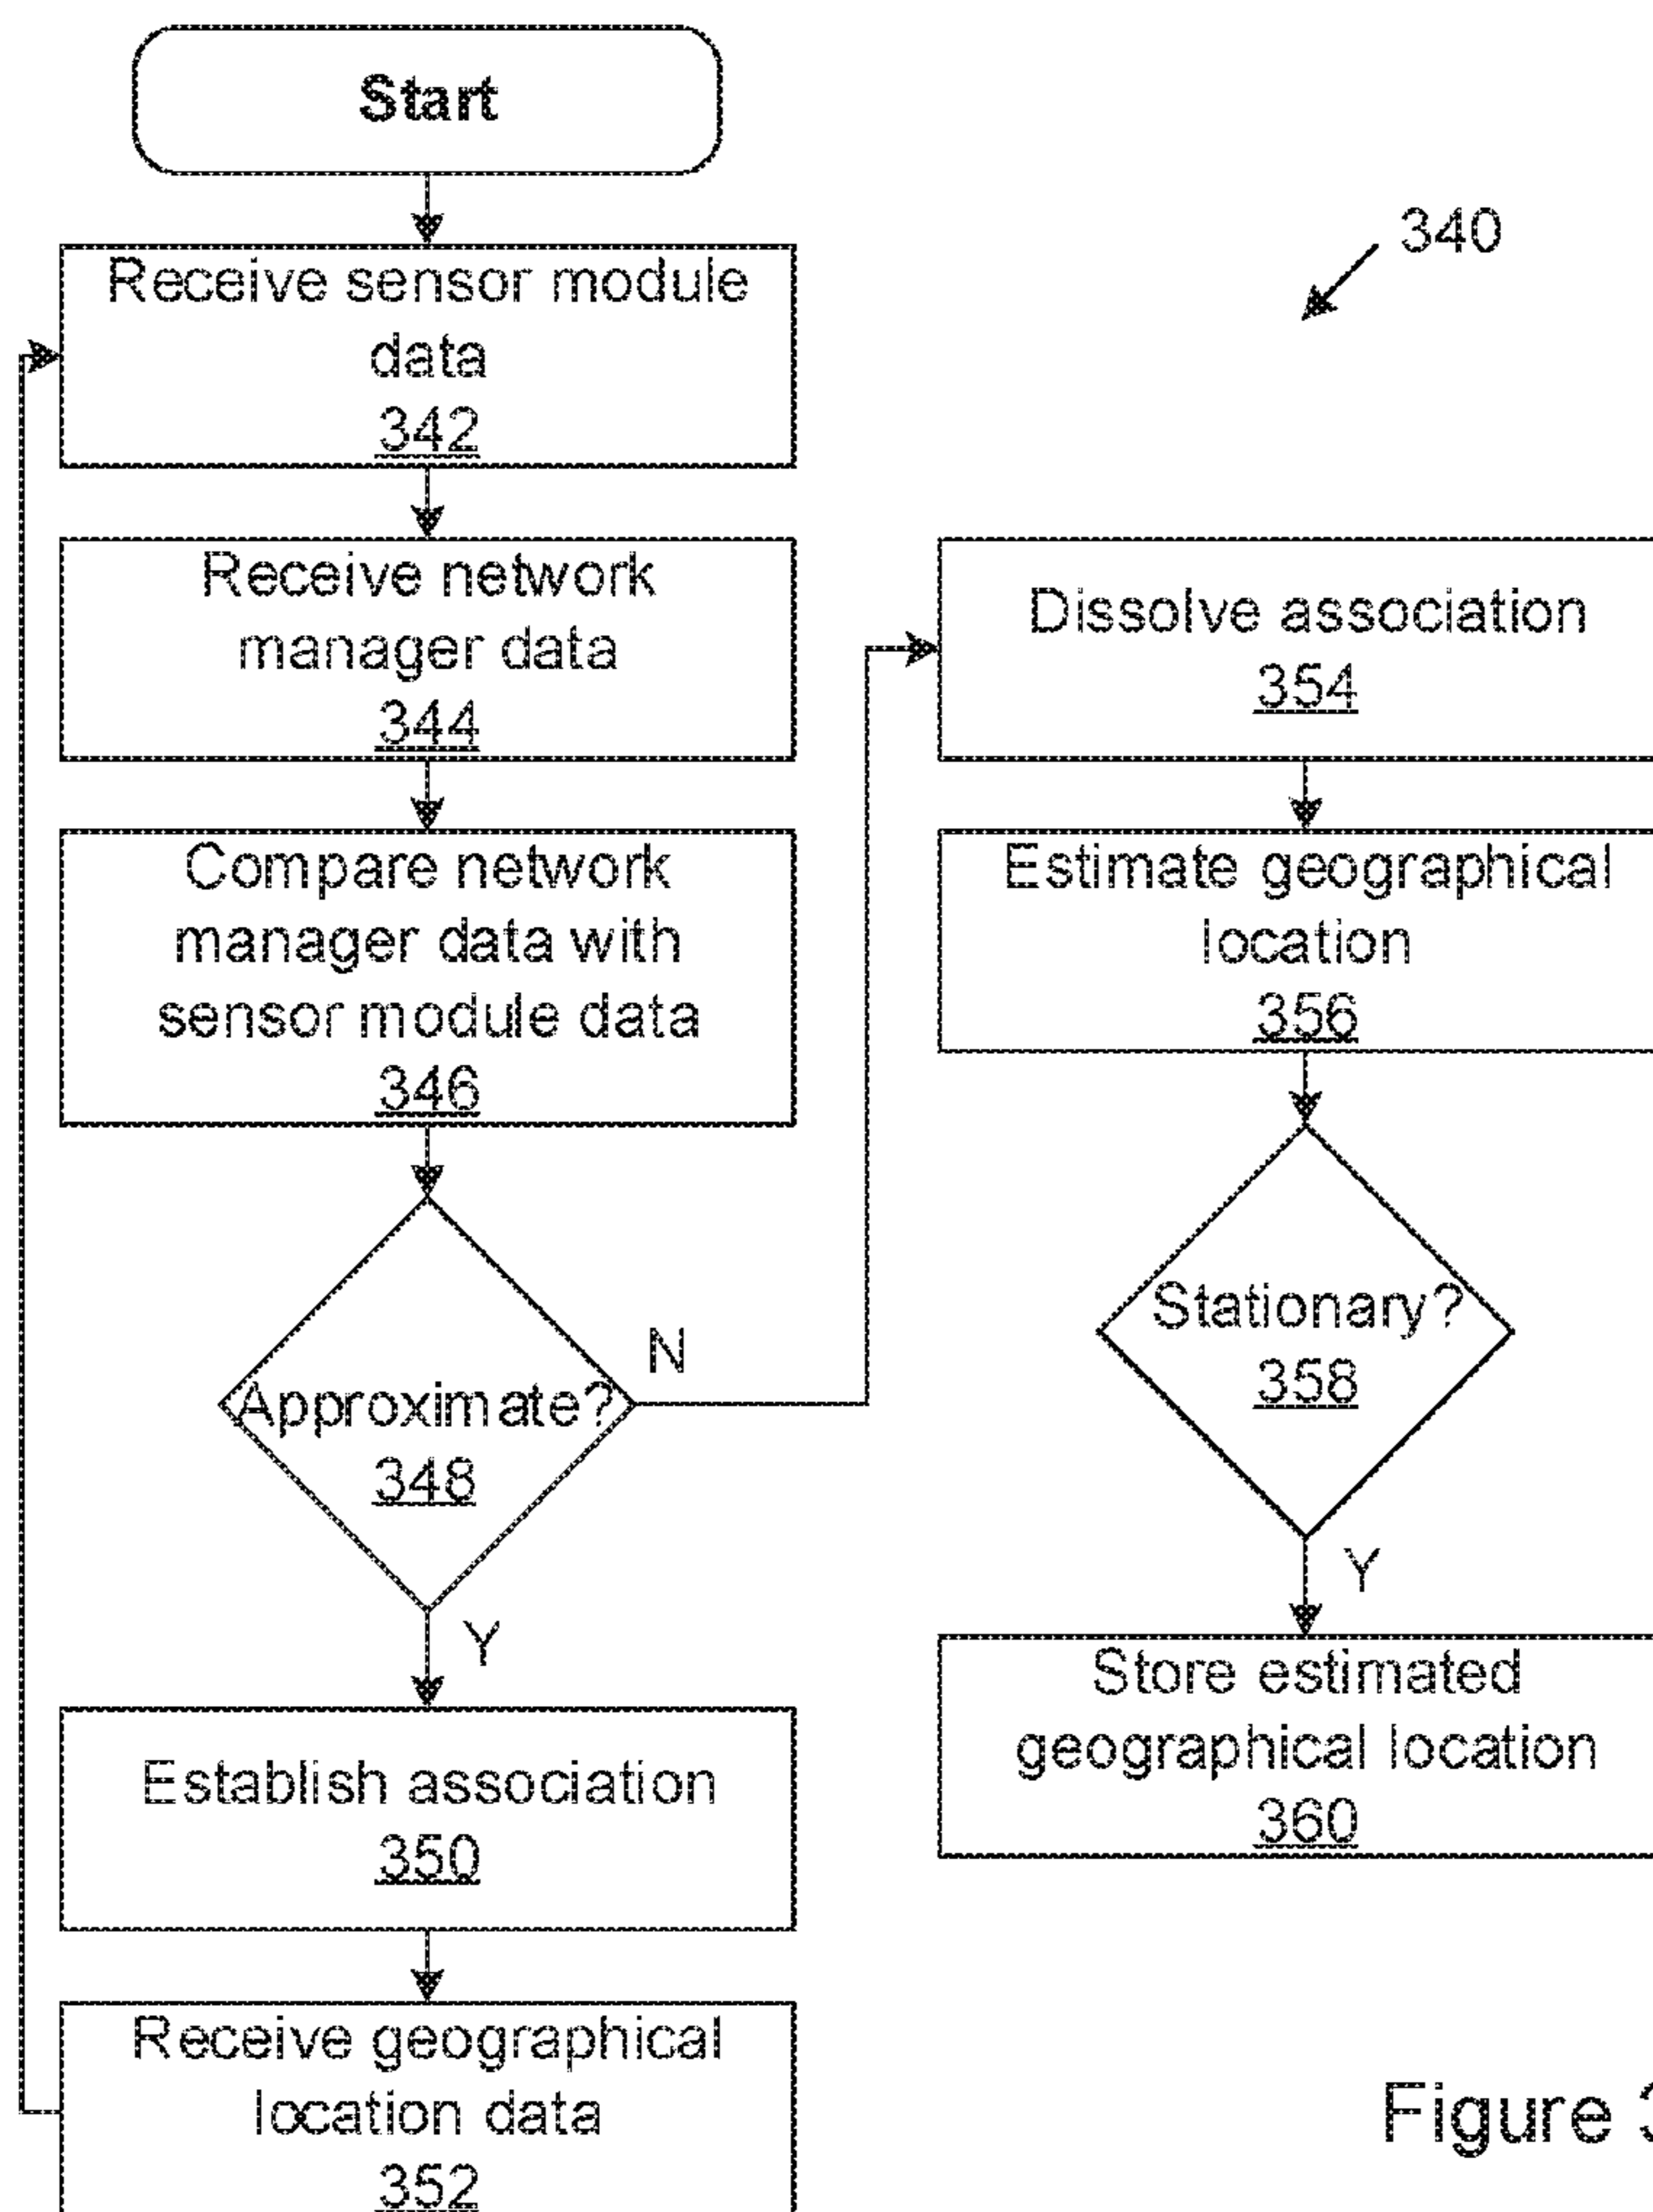 Start
340
Receive sensor module
data
342
Receive network
manager data
344
Compare network
manager data with
sensor module data
346
Approximate?
348
N
Y
Establish association
350
Receive geographical
location data
352
Dissolve association
354
Estimate geographical
location
356
Stationary?
358
Y
Store estimated
geographical location
360
Figure 3